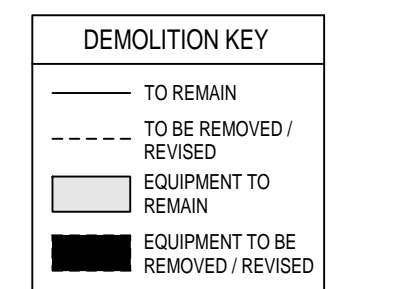 DEMOLITION KEY
TO REMAIN
TO BE REMOVED /
REVISED
EQUIPMENT TO
REMAIN
EQUIPMENT TO BE
REMOVED / REVISED